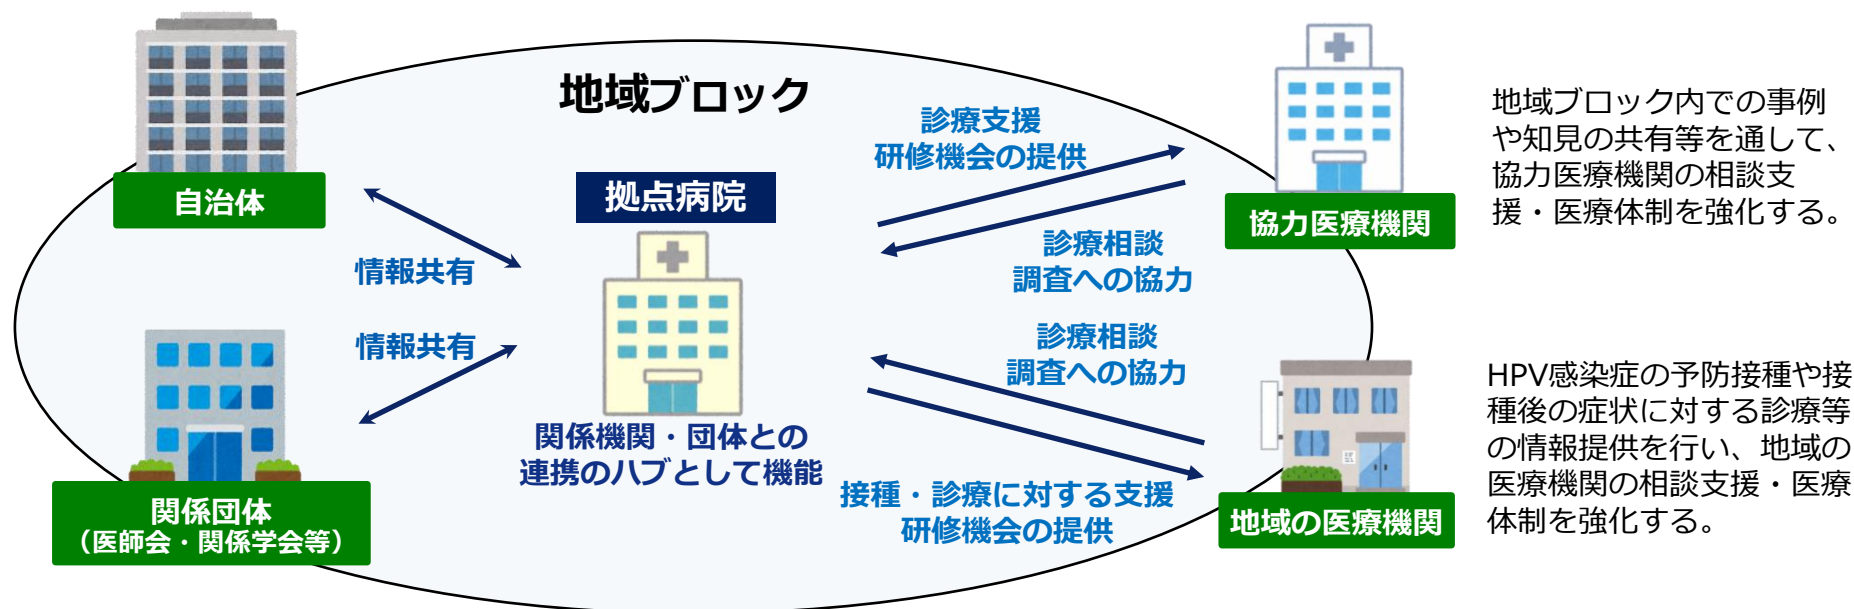 地域ブロック
自治体
情報共有
情報共有
関係団体
（医師会・関係学会等）
拠点病院
関係機関・団体との
連携のハブとして機能
診療支援
研修機会の提供
診療相談
調査への協力
診療相談
調査への協力
接種・診療に対する支援
研修機会の提供
協力医療機関
地域の医療機関
地域ブロック内での事例
や知見の共有等を通して、
協力医療機関の相談支
援・医療体制を強化する。
HPV感染症の予防接種や接
種後の症状に対する診療等
の情報提供を行い、地域の
医療機関の相談支援・医療
体制を強化する。